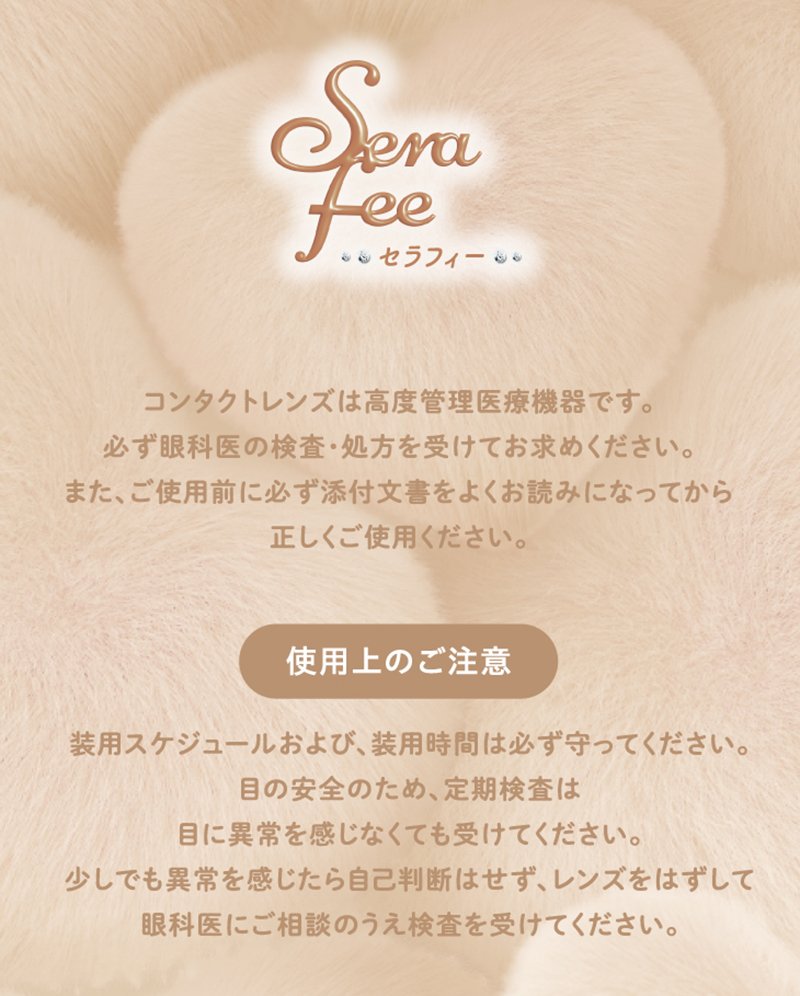 Sera
fee
セラフィー
コンタクトレンズは高度管理医療機器です。
必ず眼科医の検査・処方を受けてお求めください。
また、ご使用前に必ず添付文書をよくお読みになってから
正しくご使用ください。
使用上のご注意
装用スケジュールおよび、装用時間は必ず守ってください。
目の安全のため、定期検査は
目に異常を感じなくても受けてください。
少しでも異常を感じたら自己判断はせず、レンズをはずして
眼科医にご相談のうえ検査を受けてください。